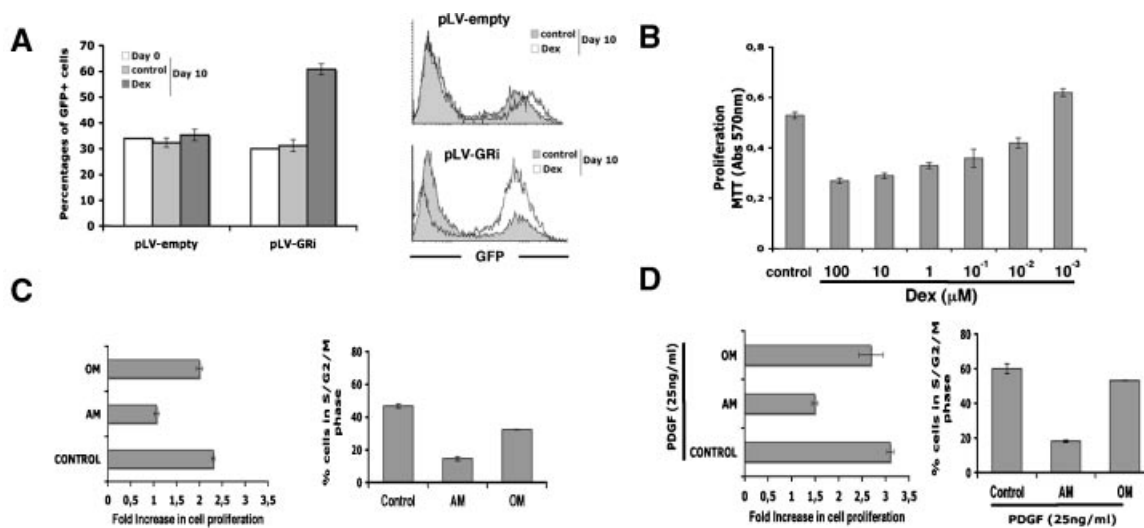 A
Percentages of GFP+ cells
70
60
50
40
30
20
10
0
Day 0
control
Dex
Day 10
pLV-empty
pLV-GRi
pLV-empty
control
Dex
Day 10
pLV-GRi
control
Dex
Day 10
GFP
B
Proliferation
MTT (Abs 570nm)
0,8
0,6
0,4
0,2
0
control
100
10
1
10⁻¹
10⁻²
10⁻³
Dex (μM)
C
OM
AM
CONTROL
0 0,5 1 1,5 2 2,5 3 3,5
Fold Increase in cell proliferation
% cells in S/G2/M
phase
80
60
40
20
0
Control
AM
OM
D
PDGF (25ng/ml)
OM
AM
CONTROL
0 0,5 1 1,5 2 2,5 3 3,5
Fold Increase in cell proliferation
% cells in S/G2/M
phase
80
60
40
20
0
Control
AM
OM
PDGF (25ng/ml)